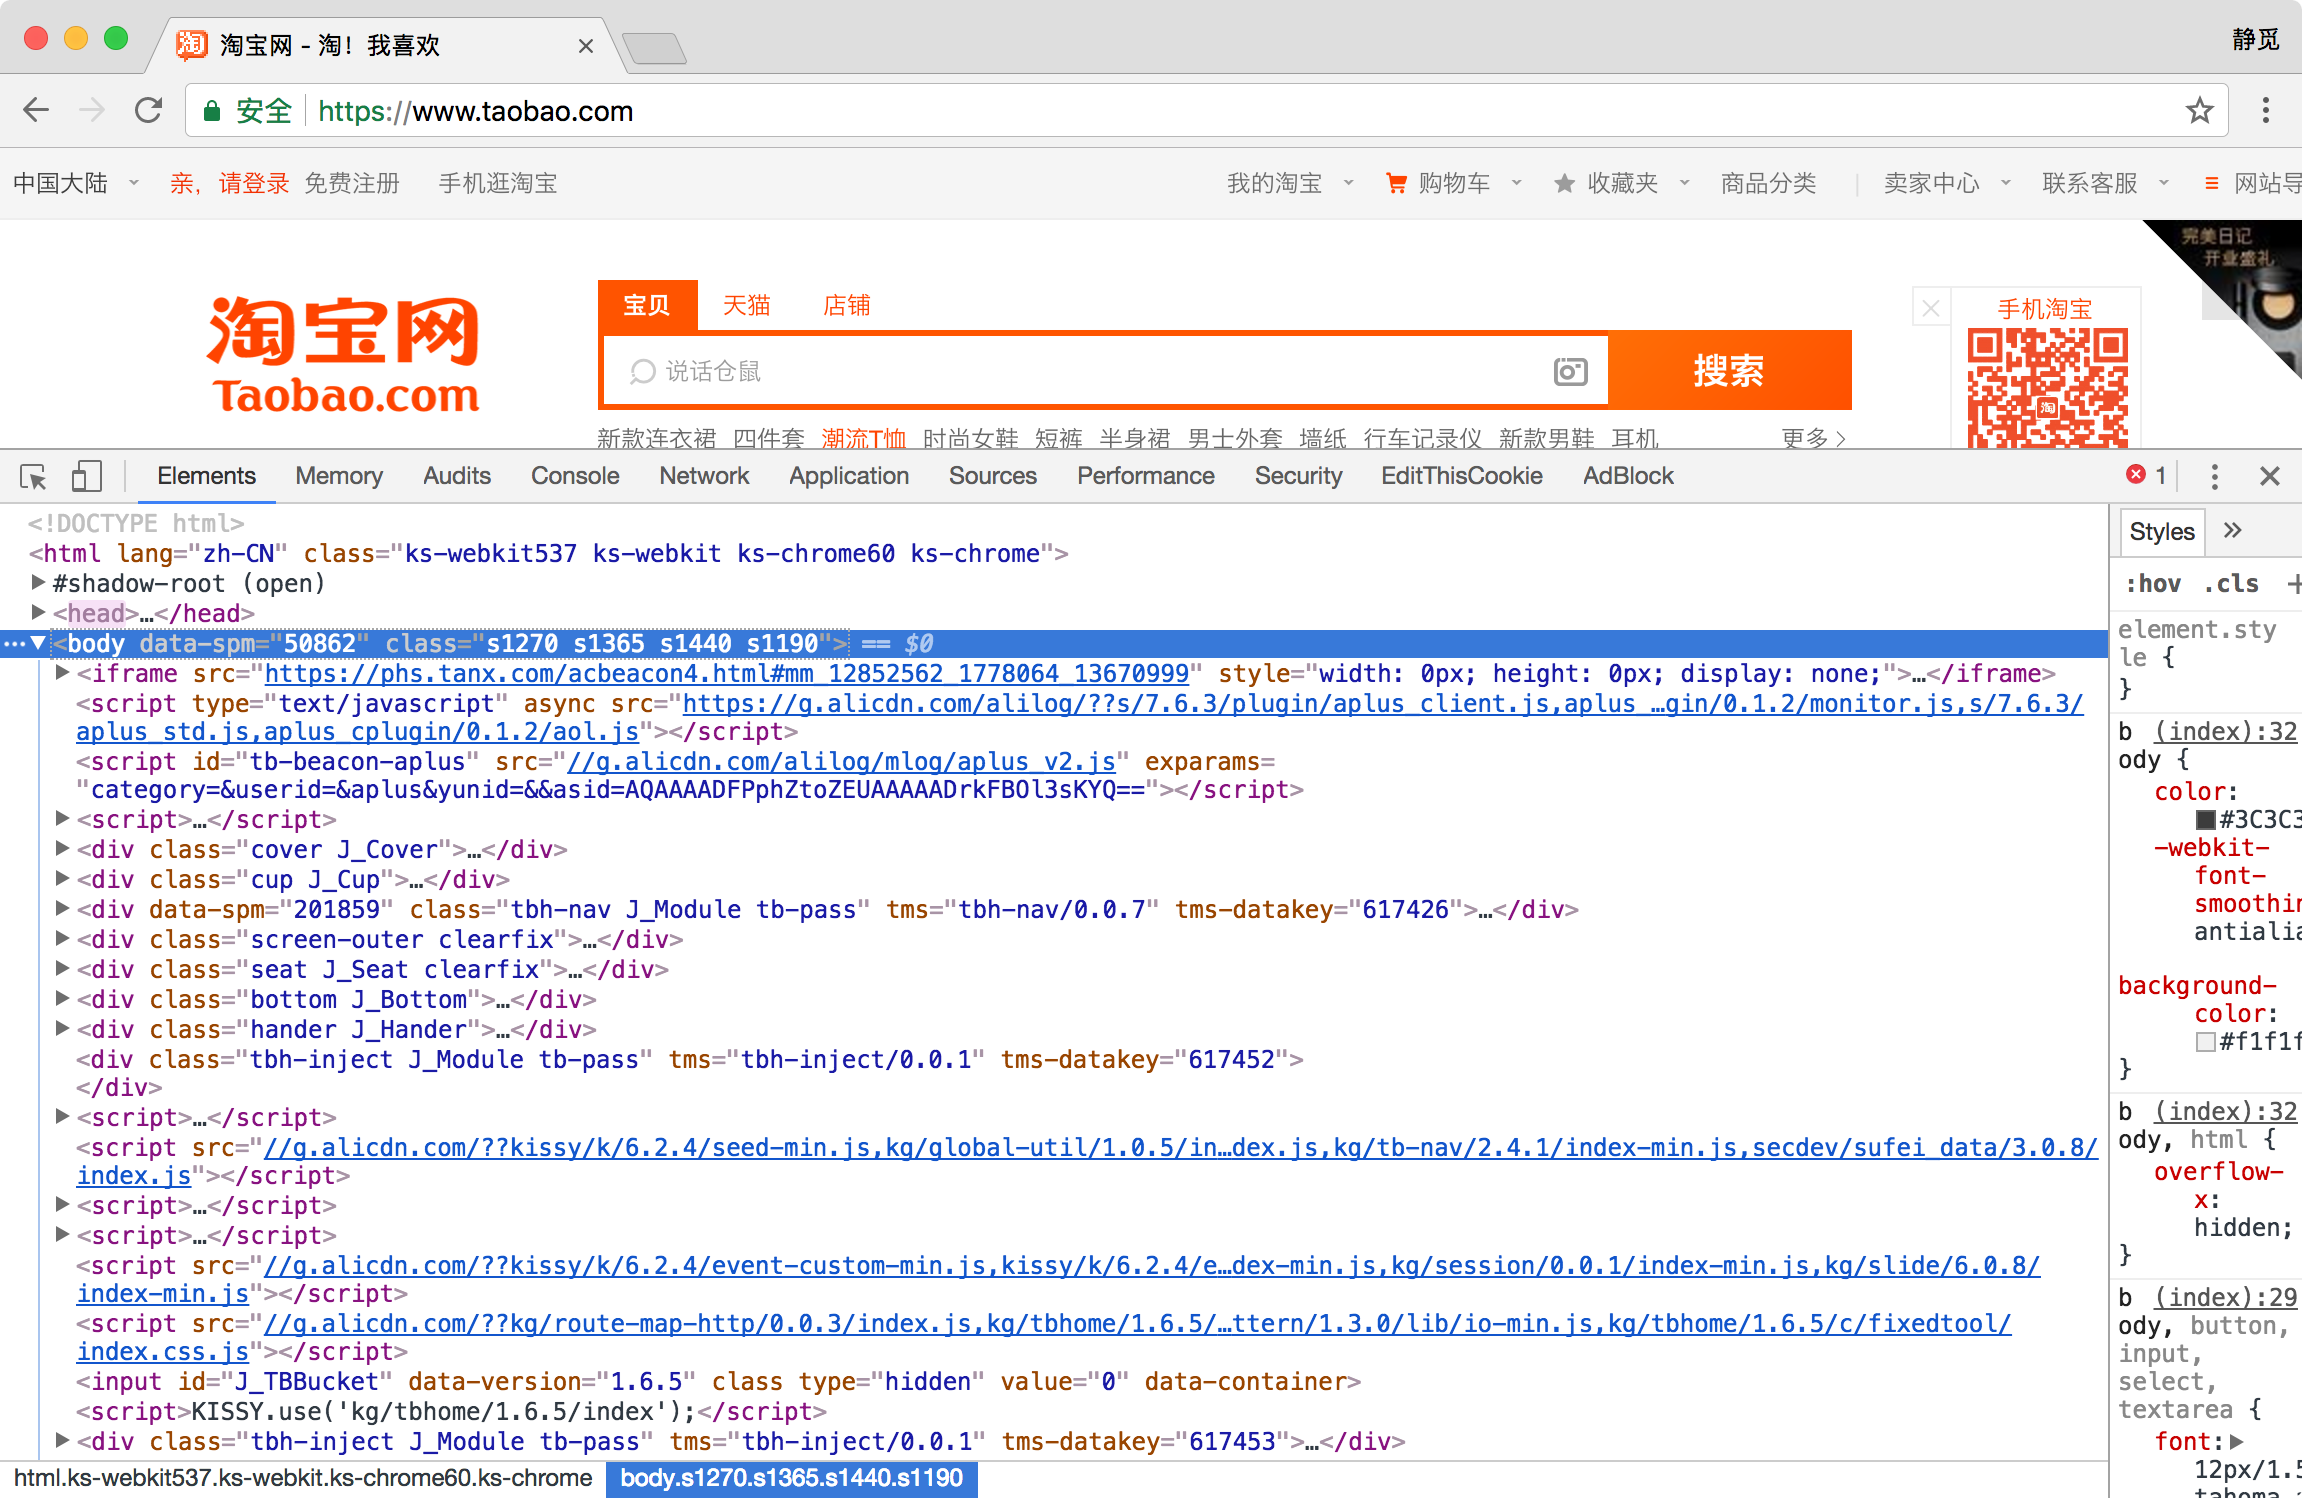 淘宝网 - 淘！我喜欢
静觅
安全 https://www.taobao.com
中国大陆 亲，请登录 免费注册 手机逛淘宝 我的淘宝 购物车 收藏夹 商品分类 卖家中心 联系客服 网站导
完美日记
开业盛礼
淘宝网
Taobao.com
宝贝 天猫 店铺
说话仓鼠 搜索
手机淘宝
淘
新款连衣裙 四件套 潮流T恤 时尚女鞋 短裤 半身裙 男士外套 墙纸 行车记录仪 新款男鞋 耳机 更多
Elements Memory Audits Console Network Application Sources Performance Security EditThisCookie AdBlock 1
<!DOCTYPE html>
<html lang="zh-CN" class="ks-webkit537 ks-webkit ks-chrome60 ks-chrome">
#shadow-root (open)
<head>…</head>
<body data-spm="50862" class="s1270 s1365 s1440 s1190"> == $0
<iframe src="https://phs.tanx.com/acbeacon4.html#mm_12852562_1778064_13670999" style="width: 0px; height: 0px; display: none;">…</iframe>
<script type="text/javascript" async src="https://g.alicdn.com/alilog/??s/7.6.3/plugin/aplus_client.js,aplus_…gin/0.1.2/monitor.js,s/7.6.3/
aplus_std.js,aplus_cplugin/0.1.2/aol.js"></script>
<script id="tb-beacon-aplus" src="//g.alicdn.com/alilog/mlog/aplus_v2.js" exparams=
"category=&userid=&aplus&yunid=&&asid=AQAAAADFPphZtoZEUAAAAADrkFBOl3sKYQ=="></script>
<script>…</script>
<div class="cover J_Cover">…</div>
<div class="cup J_Cup">…</div>
<div data-spm="201859" class="tbh-nav J_Module tb-pass" tms="tbh-nav/0.0.7" tms-datakey="617426">…</div>
<div class="screen-outer clearfix">…</div>
<div class="seat J_Seat clearfix">…</div>
<div class="bottom J_Bottom">…</div>
<div class="hander J_Hander">…</div>
<div class="tbh-inject J_Module tb-pass" tms="tbh-inject/0.0.1" tms-datakey="617452">
</div>
<script>…</script>
<script src="//g.alicdn.com/??kissy/k/6.2.4/seed-min.js,kg/global-util/1.0.5/in…dex.js,kg/tb-nav/2.4.1/index-min.js,secdev/sufei_data/3.0.8/
index.js"></script>
<script>…</script>
<script>…</script>
<script src="//g.alicdn.com/??kissy/k/6.2.4/event-custom-min.js,kissy/k/6.2.4/e…dex-min.js,kg/session/0.0.1/index-min.js,kg/slide/6.0.8/
index-min.js"></script>
<script src="//g.alicdn.com/??kg/route-map-http/0.0.3/index.js,kg/tbhome/1.6.5/…ttern/1.3.0/lib/io-min.js,kg/tbhome/1.6.5/c/fixedtool/
index.css.js"></script>
<input id="J_TBBucket" data-version="1.6.5" class type="hidden" value="0" data-container>
<script>KISSY.use('kg/tbhome/1.6.5/index');</script>
<div class="tbh-inject J_Module tb-pass" tms="tbh-inject/0.0.1" tms-datakey="617453">…</div>
html.ks-webkit537.ks-webkit.ks-chrome60.ks-chrome body.s1270.s1365.s1440.s1190
Styles
:hov .cls +
element.sty
le {
}
b (index):32
ody {
color:
#3C3C3
-webkit-
font-
smoothin
antialia
background-
color:
#f1f1f
}
b (index):32
ody, html {
overflow-
x:
hidden;
}
b (index):29
ody, button,
input,
select,
textarea {
font:
12px/1.5
tahoma